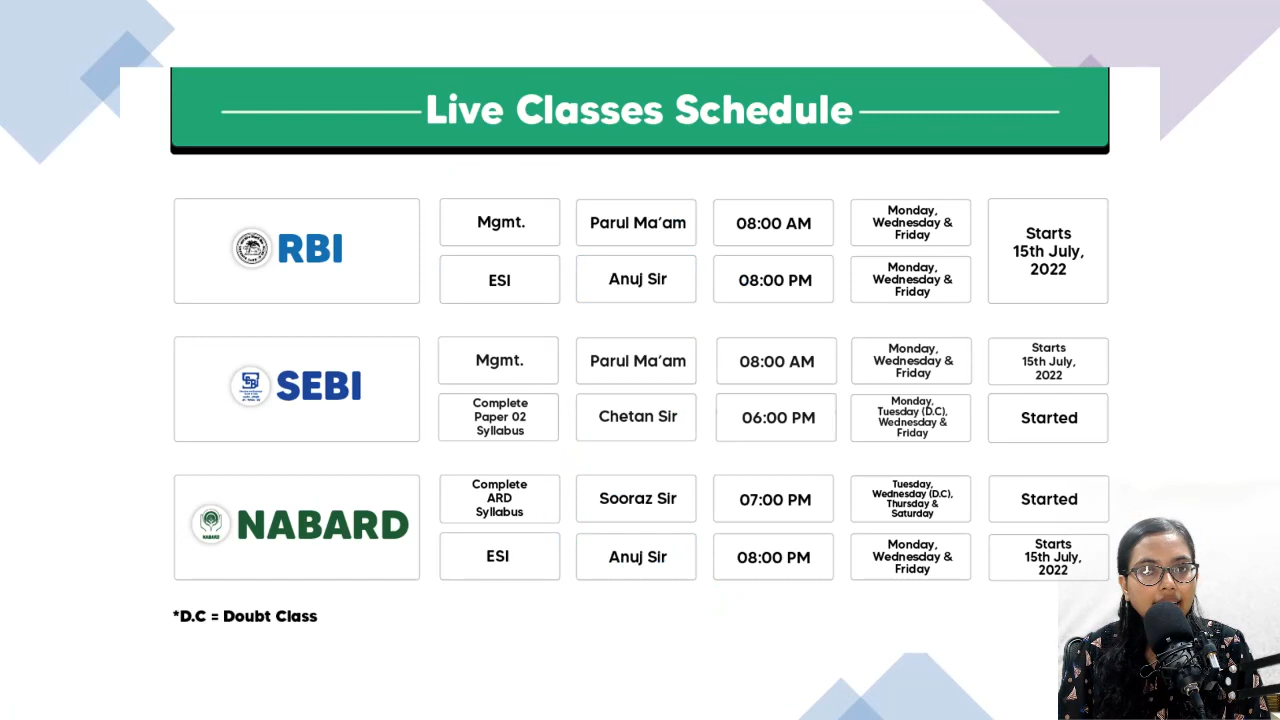 Live Classes Schedule
RBI
Mgmt.
Parul Ma'am
08:00 AM
Monday,
Wednesday &
Friday
Starts
15th July,
2022
ESI
Anuj Sir
08:00 PM
Monday,
Wednesday &
Friday
SEBI
Mgmt.
Parul Ma'am
08:00 AM
Monday,
Wednesday &
Friday
Starts
15th July,
2022
Complete
Paper 02
Syllabus
Chetan Sir
06:00 PM
Monday,
Tuesday (D.C),
Wednesday &
Friday
Started
NABARD
NABARD
Complete
ARD
Syllabus
Sooraz Sir
07:00 PM
Tuesday,
Wednesday (D.C),
Thursday &
Saturday
Started
ESI
Anuj Sir
08:00 PM
Monday,
Wednesday &
Friday
Starts
15th July,
2022
*D.C = Doubt Class